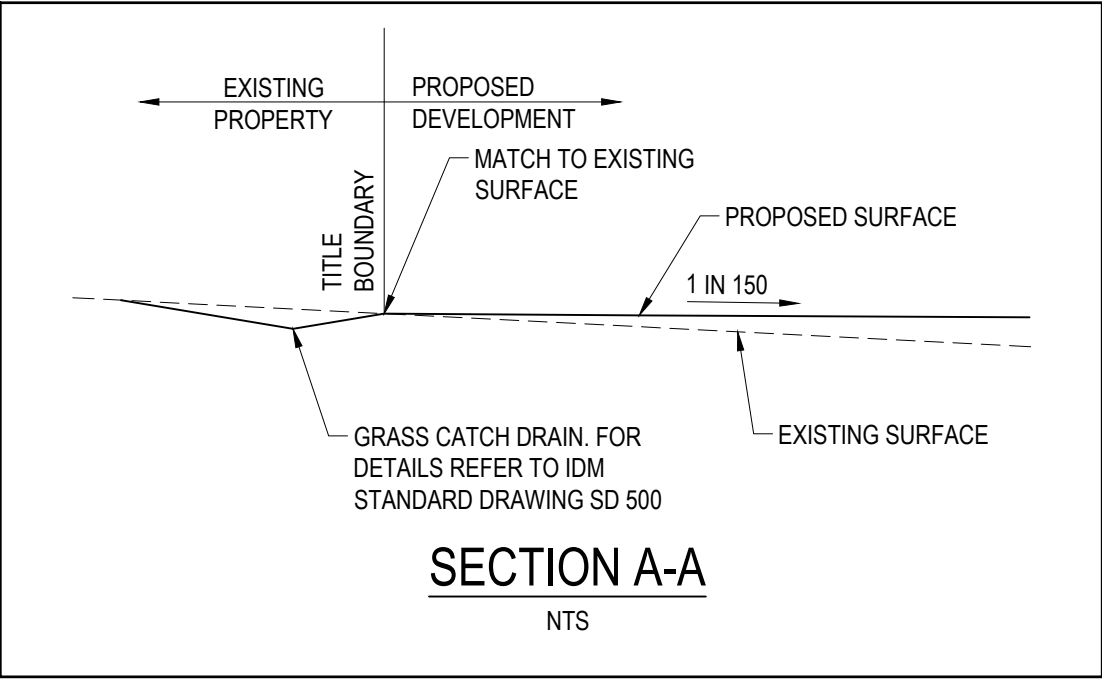 EXISTING
PROPERTY
PROPOSED
DEVELOPMENT
MATCH TO EXISTING
SURFACE
TITLE
BOUNDARY
PROPOSED SURFACE
1 IN 150
GRASS CATCH DRAIN. FOR
DETAILS REFER TO IDM
STANDARD DRAWING SD 500
EXISTING SURFACE
SECTION A-A
NTS